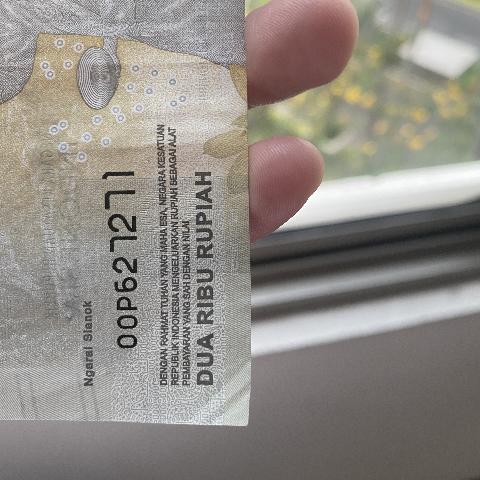 Ngarai Sianok
OOP627271
DENGAN RAHMAT TUHAN YANG MAHA ESA, NEGARA KESATUAN
REPUBLIK INDONESIA MENGELUARKAN RUPIAH SEBAGAI ALAT
PEMBAYARAN YANG SAH DENGAN NILAI
DUA RIBU RUPIAH